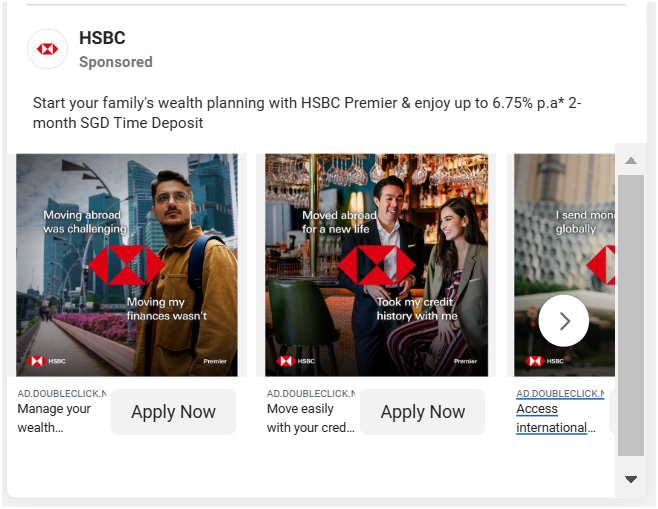 HSBC
Sponsored
Start your family's wealth planning with HSBC Premier & enjoy up to 6.75% p.a* 2-
month SGD Time Deposit
Moving abroad
was challenging
Moving my
finances wasn't
HSBC
Premier
Moved abroad
for a new life
Took my credit
history with me
HSBC
Premier
I send
globally
HSBC
AD.DOUBLECLICK.N
Manage your
wealth...
Apply Now
AD.DOUBLECLICK.N
Move easily
with your cred...
Apply Now
AD.DOUBLECLICK.N
Access
international...